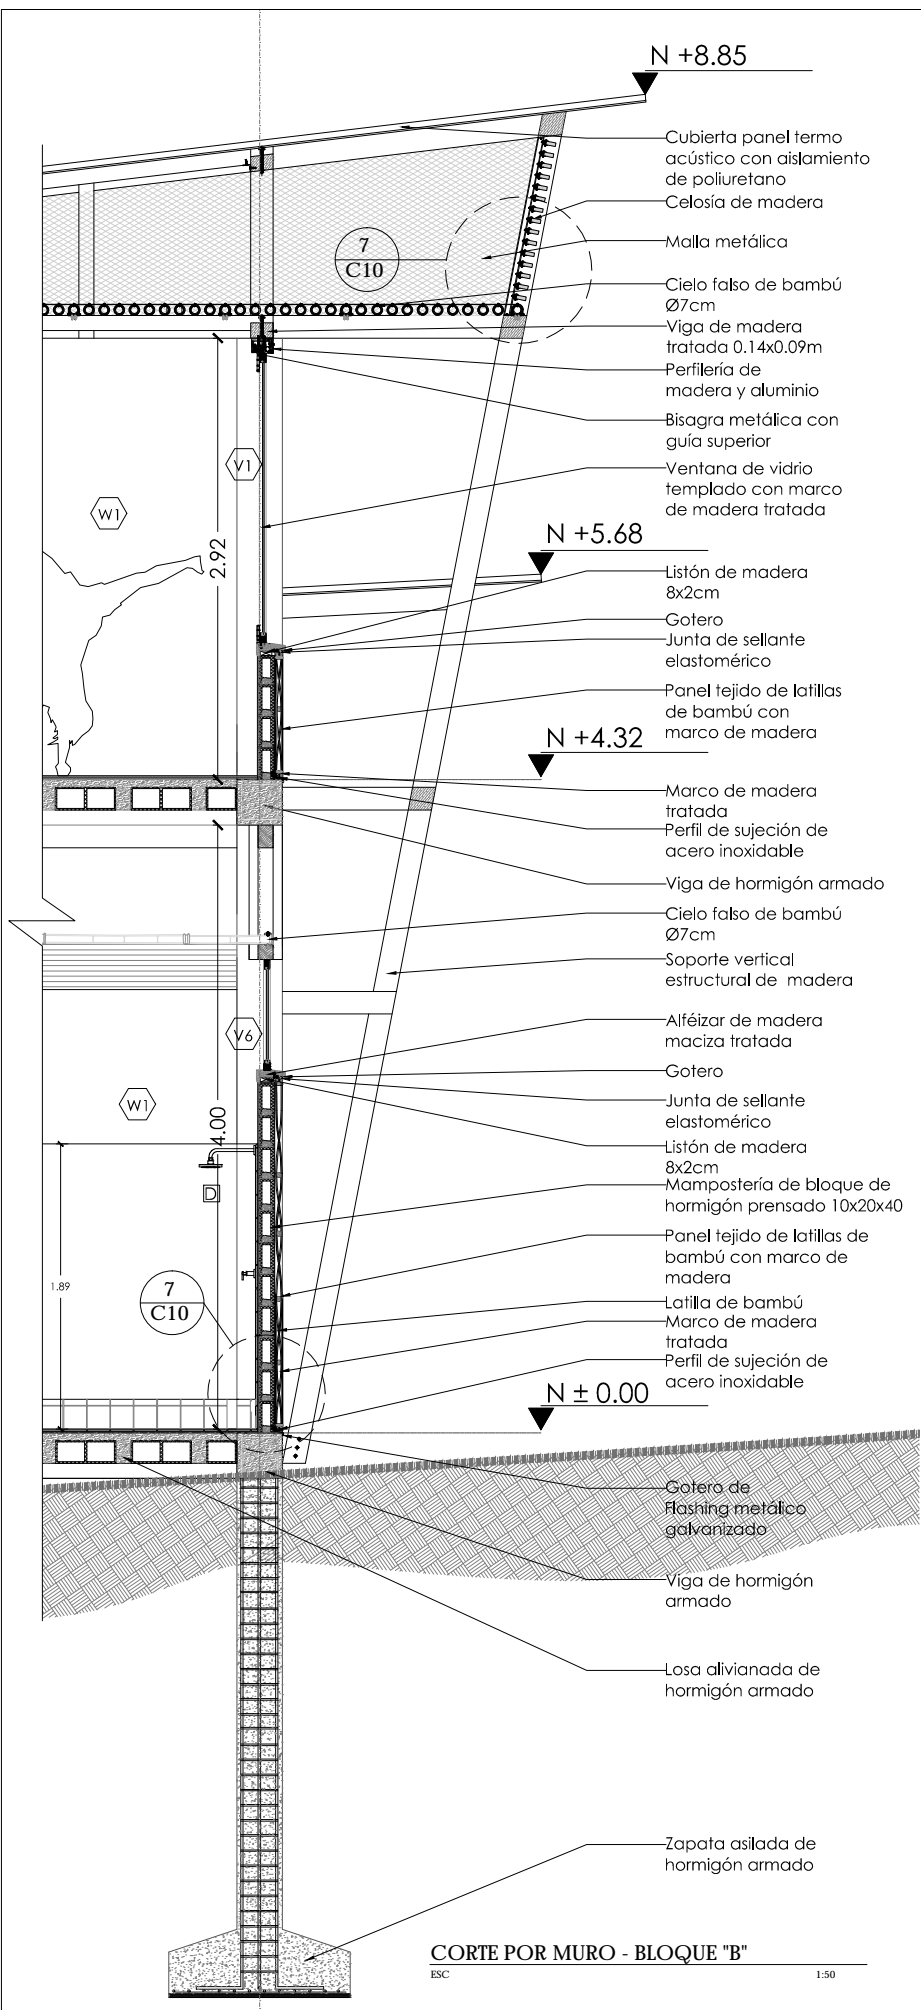 N +8.85
Cubierta panel termo
acústico con aislamiento
de poliuretano
Celosía de madera
7
C10
Malla metálica
Cielo falso de bambú
Ø7cm
Viga de madera
tratada 0.14x0.09m
Perfilería de
madera y aluminio
Bisagra metálica con
guía superior
V1
Ventana de vidrio
templado con marco
de madera tratada
W1
2.92
N +5.68
Listón de madera
8x2cm
Gotero
Junta de sellante
elastomérico
Panel tejido de latillas
de bambú con
marco de madera
N +4.32
Marco de madera
tratada
Perfil de sujeción de
acero inoxidable
Viga de hormigón armado
Cielo falso de bambú
Ø7cm
Soporte vertical
estructural de madera
V6
Alféizar de madera
maciza tratada
Gotero
W1
Junta de sellante
elastomérico
4.00
Listón de madera
8x2cm
D
Mampostería de bloque de
hormigón prensado 10x20x40
Panel tejido de latillas de
bambú con marco de
madera
1.89
7
C10
Latilla de bambú
Marco de madera
tratada
Perfil de sujeción de
acero inoxidable
N ± 0.00
Gotero de
Flashing metálico
galvanizado
Viga de hormigón
armado
Losa alivianada de
hormigón armado
Zapata asilada de
hormigón armado
CORTE POR MURO - BLOQUE "B"
ESC 1:50